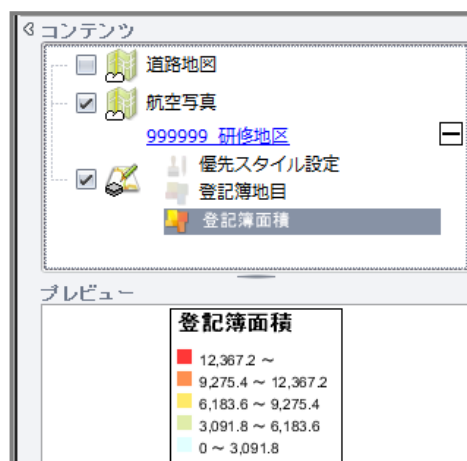 コンテンツ
道路地図
航空写真
999999 研修地区
優先スタイル設定
登記簿地目
登記簿面積
プレビュー
登記簿面積
12,367.2 ～
9,275.4 ～ 12,367.2
6,183.6 ～ 9,275.4
3,091.8 ～ 6,183.6
0 ～ 3,091.8